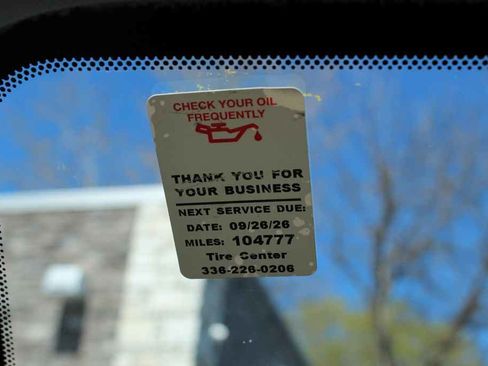 CHECK YOUR OIL
FREQUENTLY
THANK YOU FOR
YOUR BUSINESS
NEXT SERVICE DUE:
DATE: 09/26/26
MILES: 104777
Tire Center
336-226-0206